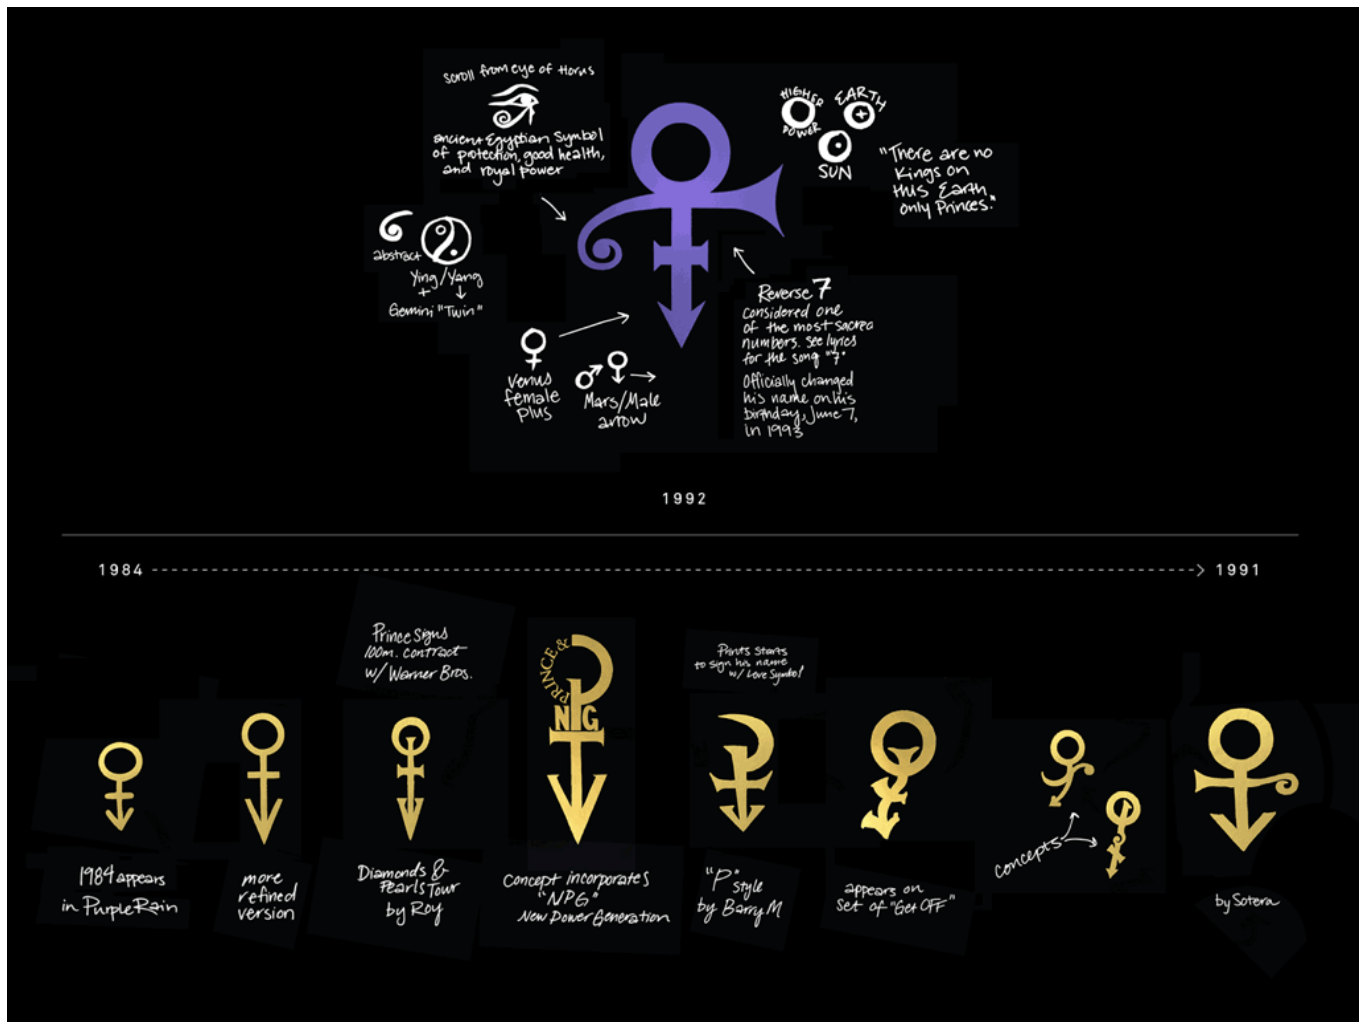 scroll from eye of Horus
ancient Egyptian Symbol
of protection, good health,
and royal power
HIGHER
POWER
EARTH
SUN
"There are no
Kings on
this Earth
only Princes."
abstract
Ying/Yang
+
Gemini "Twin"
Venus
female
plus
Mars/Male
arrow
Reverse 7
considered one
of the most sacred
numbers. See lyrics
for the song "7"
Officially changed
his name on his
birthday, June 7,
in 1993
1992
1984
1991
Prince Signs
100m. contract
w/ Warner Bros.
PRINCE &
NPG
Prints starts
to sign his name
w/ Love Symbol
1984 appears
in Purple Rain
more
refined
version
Diamonds &
Pearls Tour
by Roy
Concept incorporates
"NPG"
New Power Generation
"P" style
by Barry M
appears on
set of "Get OFF"
concepts
by Sotera